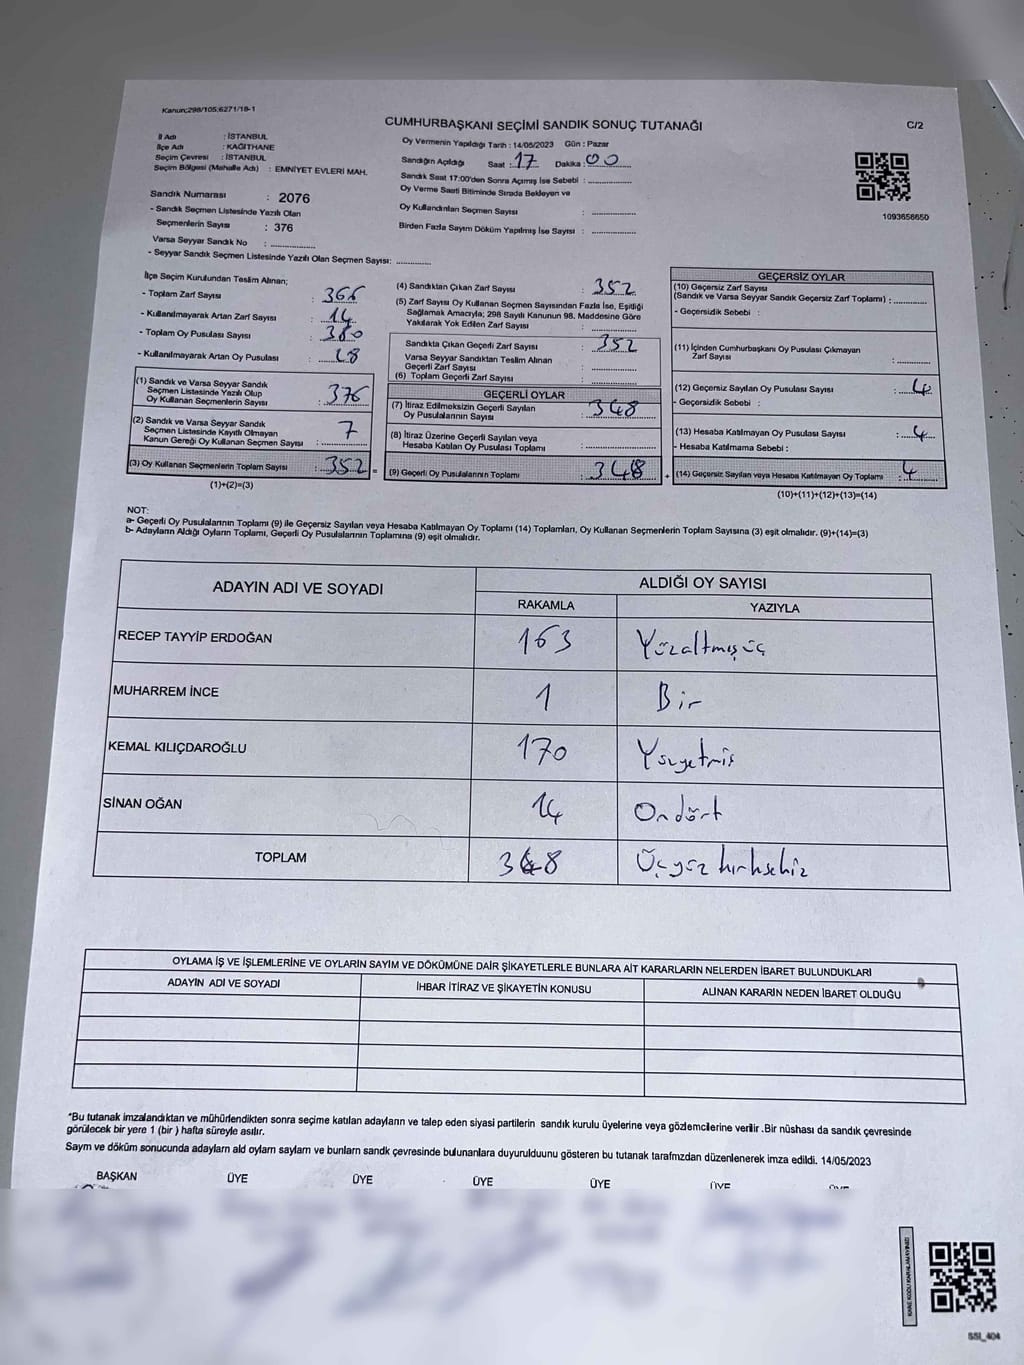 Kanun;298/105;6271/18-1
CUMHURBAŞKANI SEÇİMİ SANDIK SONUÇ TUTANAĞI
C/2
İl Adı : İSTANBUL
İlçe Adı : KAĞITHANE
Seçim Çevresi : İSTANBUL
Seçim Bölgesi (Mahalle Adı) : EMNİYET EVLERİ MAH.
Sandık Numarası : 2076
- Sandık Seçmen Listesinde Yazılı Olan
Seçmenlerin Sayısı : 376
Varsa Seyyar Sandık No : ..............
- Seyyar Sandık Seçmen Listesinde Yazılı Olan Seçmen Sayısı: ............
Oy Vermenin Yapıldığı Tarih : 14/05/2023 Gün : Pazar
Sandığın Açıldığı Saat : 17 Dakika : 00
Sandık Saat 17:00'den Sonra Açımış İse Sebebi : ..............
Oy Verme Saati Bitiminde Sırada Bekleyen ve
Oy Kullandırılan Seçmen Sayısı : ..............
Birden Fazla Sayım Döküm Yapılmış İse Sayısı : ..............
1093656650
İlçe Seçim Kurulundan Teslim Alınan;
- Toplam Zarf Sayısı : 366
- Kullanılmayarak Artan Zarf Sayısı : 14
- Toplam Oy Pusulası Sayısı : 380
- Kullanılmayarak Artan Oy Pusulası : 28
(1) Sandık ve Varsa Seyyar Sandık
Seçmen Listesinde Yazılı Olup
Oy Kullanan Seçmenlerin Sayısı : 376
(2) Sandık ve Varsa Seyyar Sandık
Seçmen Listesinde Kayıtlı Olmayan
Kanun Gereği Oy Kullanan Seçmen Sayısı : 7
(3) Oy Kullanan Seçmenlerin Toplam Sayısı : 352 =
(1)+(2)=(3)
(4) Sandıktan Çıkan Zarf Sayısı : 352
(5) Zarf Sayısı Oy Kullanan Seçmen Sayısından Fazla İse, Eşitliği
Sağlamak Amacıyla; 298 Sayılı Kanunun 98. Maddesine Göre
Yakılarak Yok Edilen Zarf Sayısı : ..............
Sandıkta Çıkan Geçerli Zarf Sayısı : 352
Varsa Seyyar Sandıktan Teslim Alınan
Geçerli Zarf Sayısı : ..............
(6) Toplam Geçerli Zarf Sayısı : ..............
GEÇERLİ OYLAR
(7) İtiraz Edilmeksizin Geçerli Sayılan
Oy Pusulalarının Sayısı : 348
(8) İtiraz Üzerine Geçerli Sayılan veya
Hesaba Katılan Oy Pusulası Toplamı : ..............
(9) Geçerli Oy Pusulalarının Toplamı : 348 +
GEÇERSİZ OYLAR
(10) Geçersiz Zarf Sayısı
(Sandık ve Varsa Seyyar Sandık Geçersiz Zarf Toplamı) : ..........
- Geçersizlik Sebebi :
(11) İçinden Cumhurbaşkanı Oy Pusulası Çıkmayan
Zarf Sayısı : ..........
(12) Geçersiz Sayılan Oy Pusulası Sayısı : 4
- Geçersizlik Sebebi :
(13) Hesaba Katılmayan Oy Pusulası Sayısı : 4
- Hesaba Katılmama Sebebi :
(14) Geçersiz Sayılan veya Hesaba Katılmayan Oy Toplamı : 4
(10)+(11)+(12)+(13)=(14)
NOT:
a- Geçerli Oy Pusulalarının Toplamı (9) ile Geçersiz Sayılan veya Hesaba Katılmayan Oy Toplamı (14) Toplamları, Oy Kullanan Seçmenlerin Toplam Sayısına (3) eşit olmalıdır. (9)+(14)=(3)
b- Adayların Aldığı Oyların Toplamı, Geçerli Oy Pusulalarının Toplamına (9) eşit olmalıdır.
ADAYIN ADI VE SOYADI
ALDIĞI OY SAYISI
RAKAMLA YAZIYLA
RECEP TAYYİP ERDOĞAN 163 Yüzaltmışüç
MUHARREM İNCE 1 Bir
KEMAL KILIÇDAROĞLU 170 Yüzyetmiş
SİNAN OĞAN 14 Ondört
TOPLAM 348 Üçyüz kırksekiz
OYLAMA İŞ VE İŞLEMLERİNE VE OYLARIN SAYIM VE DÖKÜMÜNE DAİR ŞİKAYETLERLE BUNLARA AİT KARARLARIN NELERDEN İBARET BULUNDUKLARI
ADAYIN ADI VE SOYADI İHBAR İTİRAZ VE ŞİKAYETİN KONUSU ALINAN KARARIN NEDEN İBARET OLDUĞU
*Bu tutanak imzalandıktan ve mühürlendikten sonra seçime katılan adayların ve talep eden siyasi partilerin sandık kurulu üyelerine veya gözlemcilerine verilir .Bir nüshası da sandık çevresinde
görülecek bir yere 1 (bir ) hafta süreyle asılır.
Sayım ve döküm sonucunda adayların aldı oyların sayların ve bunların sandk çevresinde bulunanlara duyurulduunu gösteren bu tutanak tarafmzdan düzenlenerek imza edildi. 14/05/2023
BAŞKAN ÜYE ÜYE ÜYE ÜYE ÜYE ÜYE
SSI_404